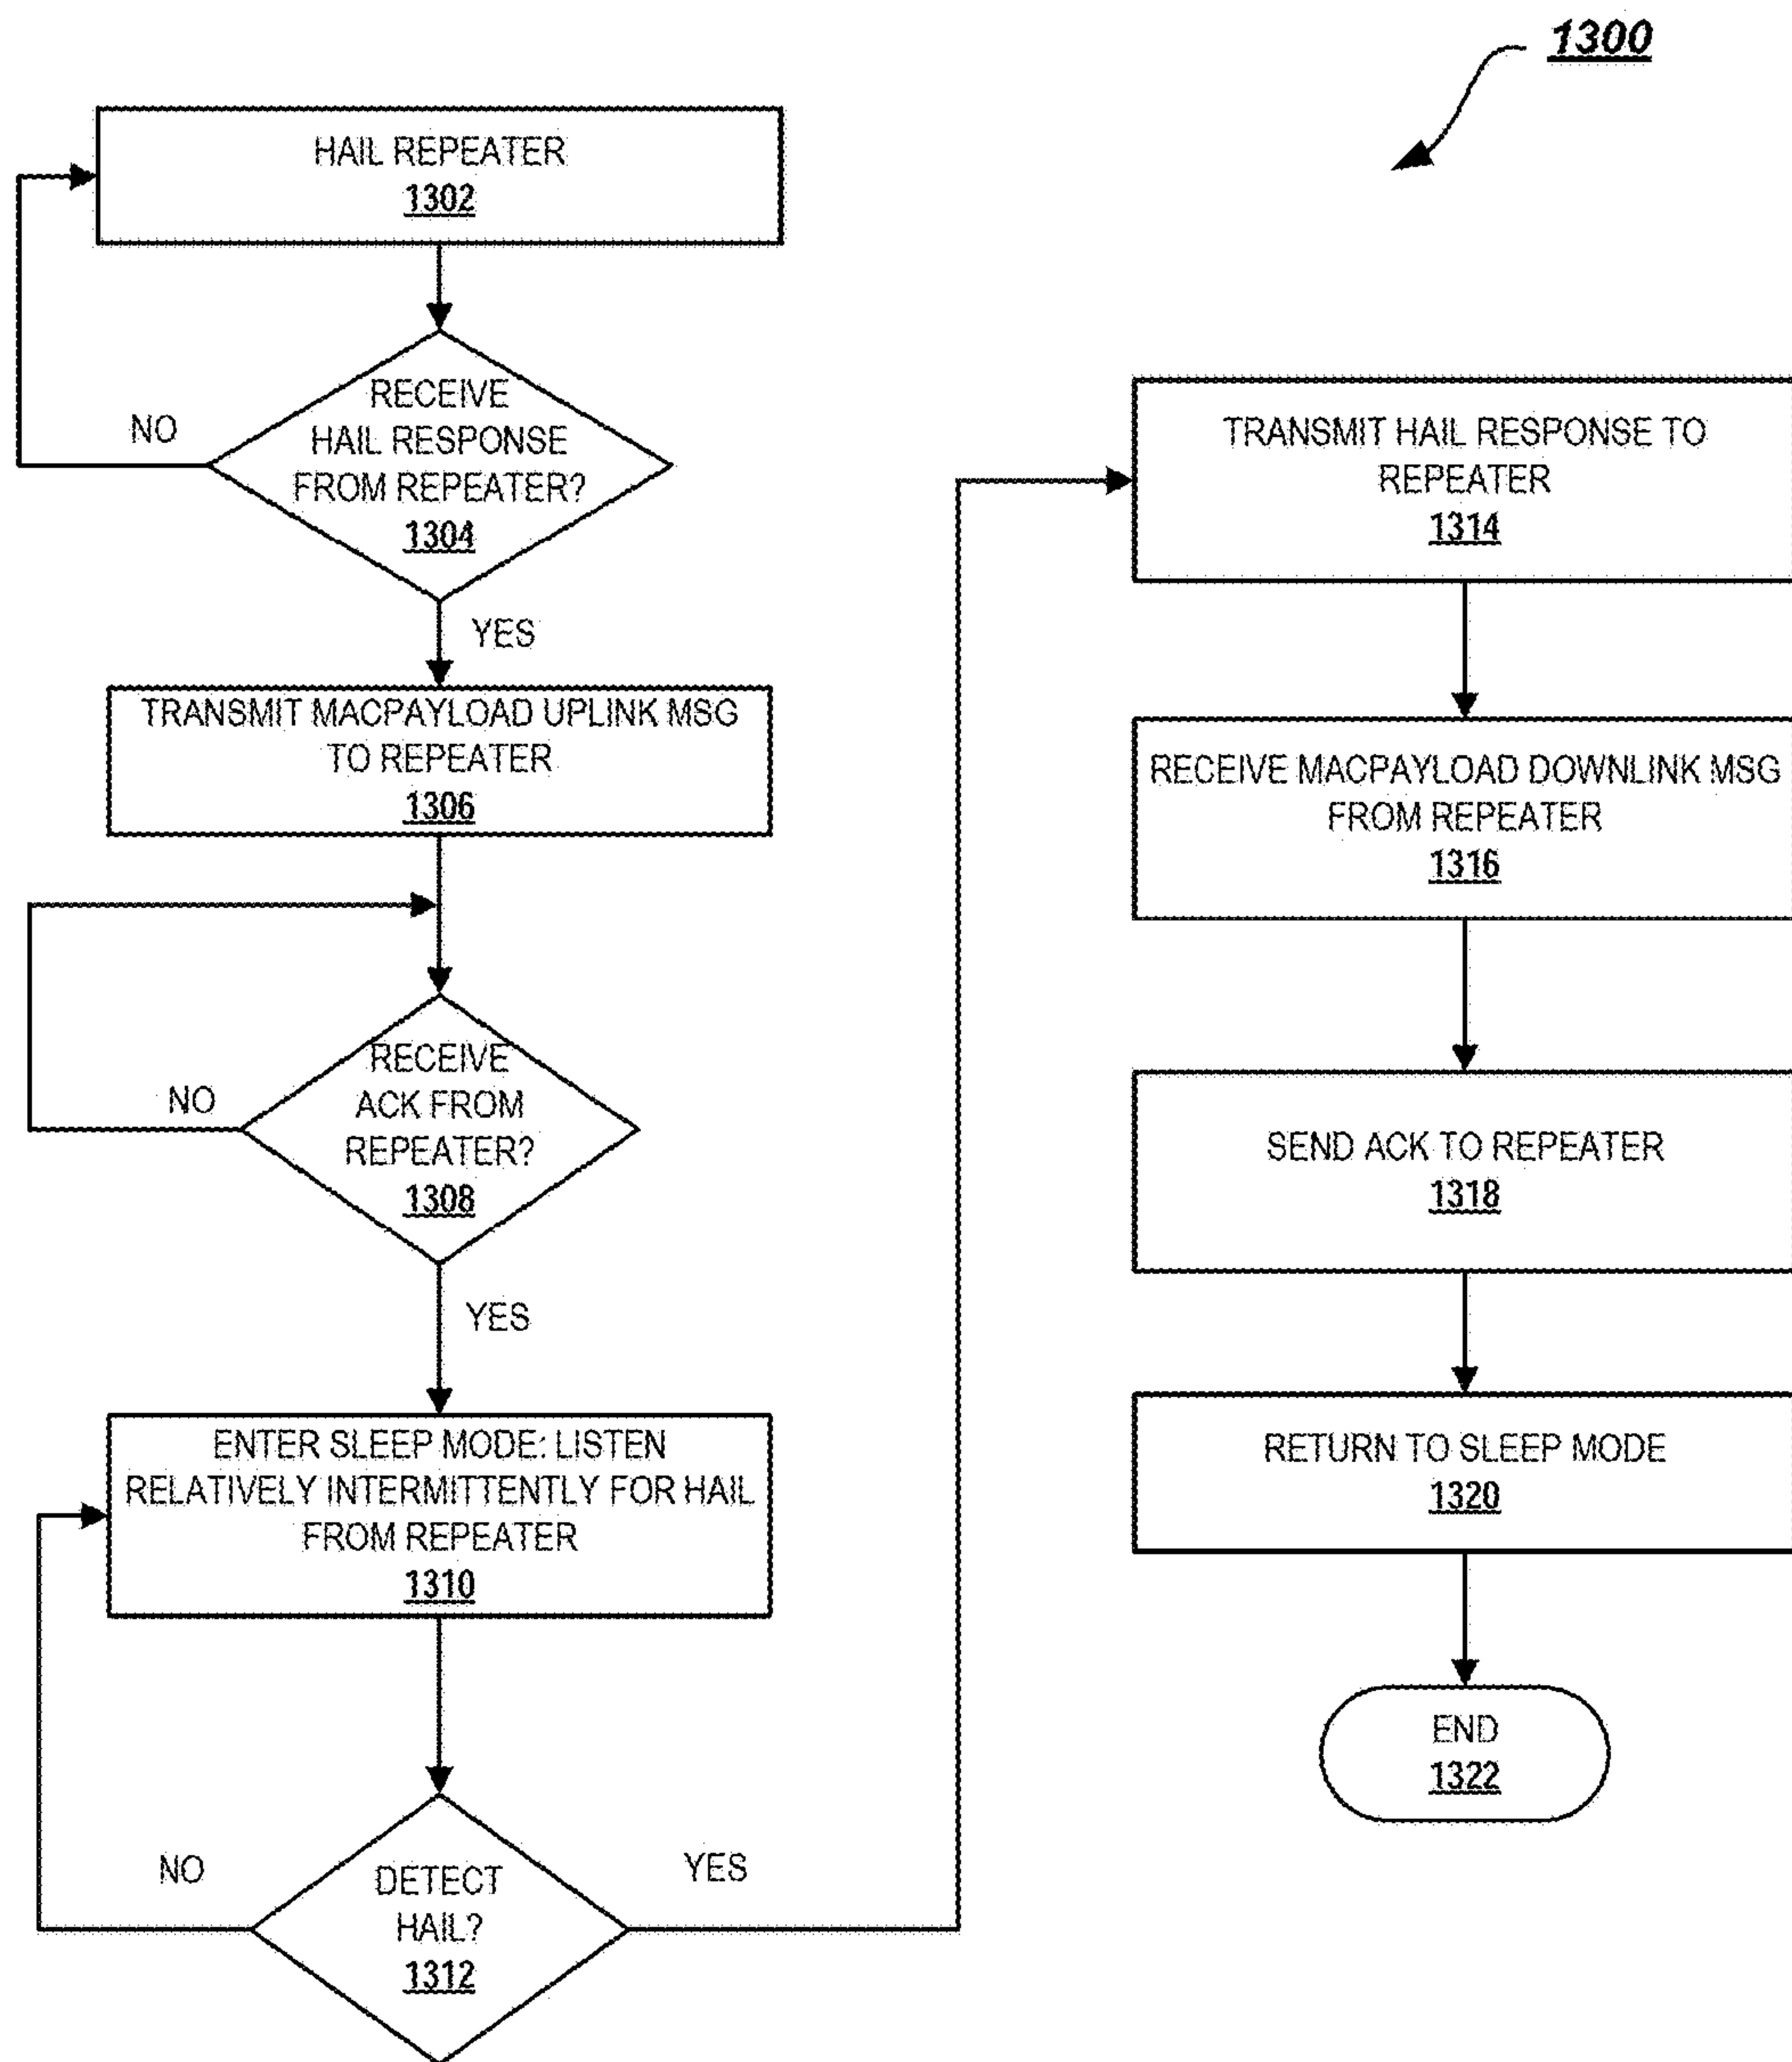 1300
HAIL REPEATER
1302
RECEIVE
HAIL RESPONSE
FROM REPEATER?
1304
NO
YES
TRANSMIT MACPAYLOAD UPLINK MSG
TO REPEATER
1306
RECEIVE
ACK FROM
REPEATER?
1308
NO
YES
ENTER SLEEP MODE: LISTEN
RELATIVELY INTERMITTENTLY FOR HAIL
FROM REPEATER
1310
DETECT
HAIL?
1312
NO
YES
TRANSMIT HAIL RESPONSE TO
REPEATER
1314
RECEIVE MACPAYLOAD DOWNLINK MSG
FROM REPEATER
1316
SEND ACK TO REPEATER
1318
RETURN TO SLEEP MODE
1320
END
1322